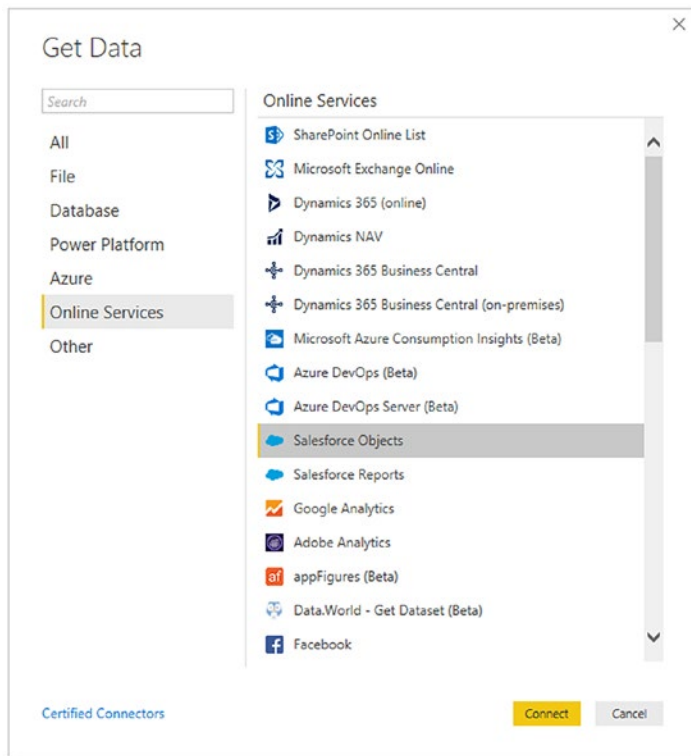 Get Data
Search
All
File
Database
Power Platform
Azure
Online Services
Other
Online Services
SharePoint Online List
Microsoft Exchange Online
Dynamics 365 (online)
Dynamics NAV
Dynamics 365 Business Central
Dynamics 365 Business Central (on-premises)
Microsoft Azure Consumption Insights (Beta)
Azure DevOps (Beta)
Azure DevOps Server (Beta)
Salesforce Objects
Salesforce Reports
Google Analytics
Adobe Analytics
af appFigures (Beta)
Data.World - Get Dataset (Beta)
Facebook
Certified Connectors
Connect
Cancel